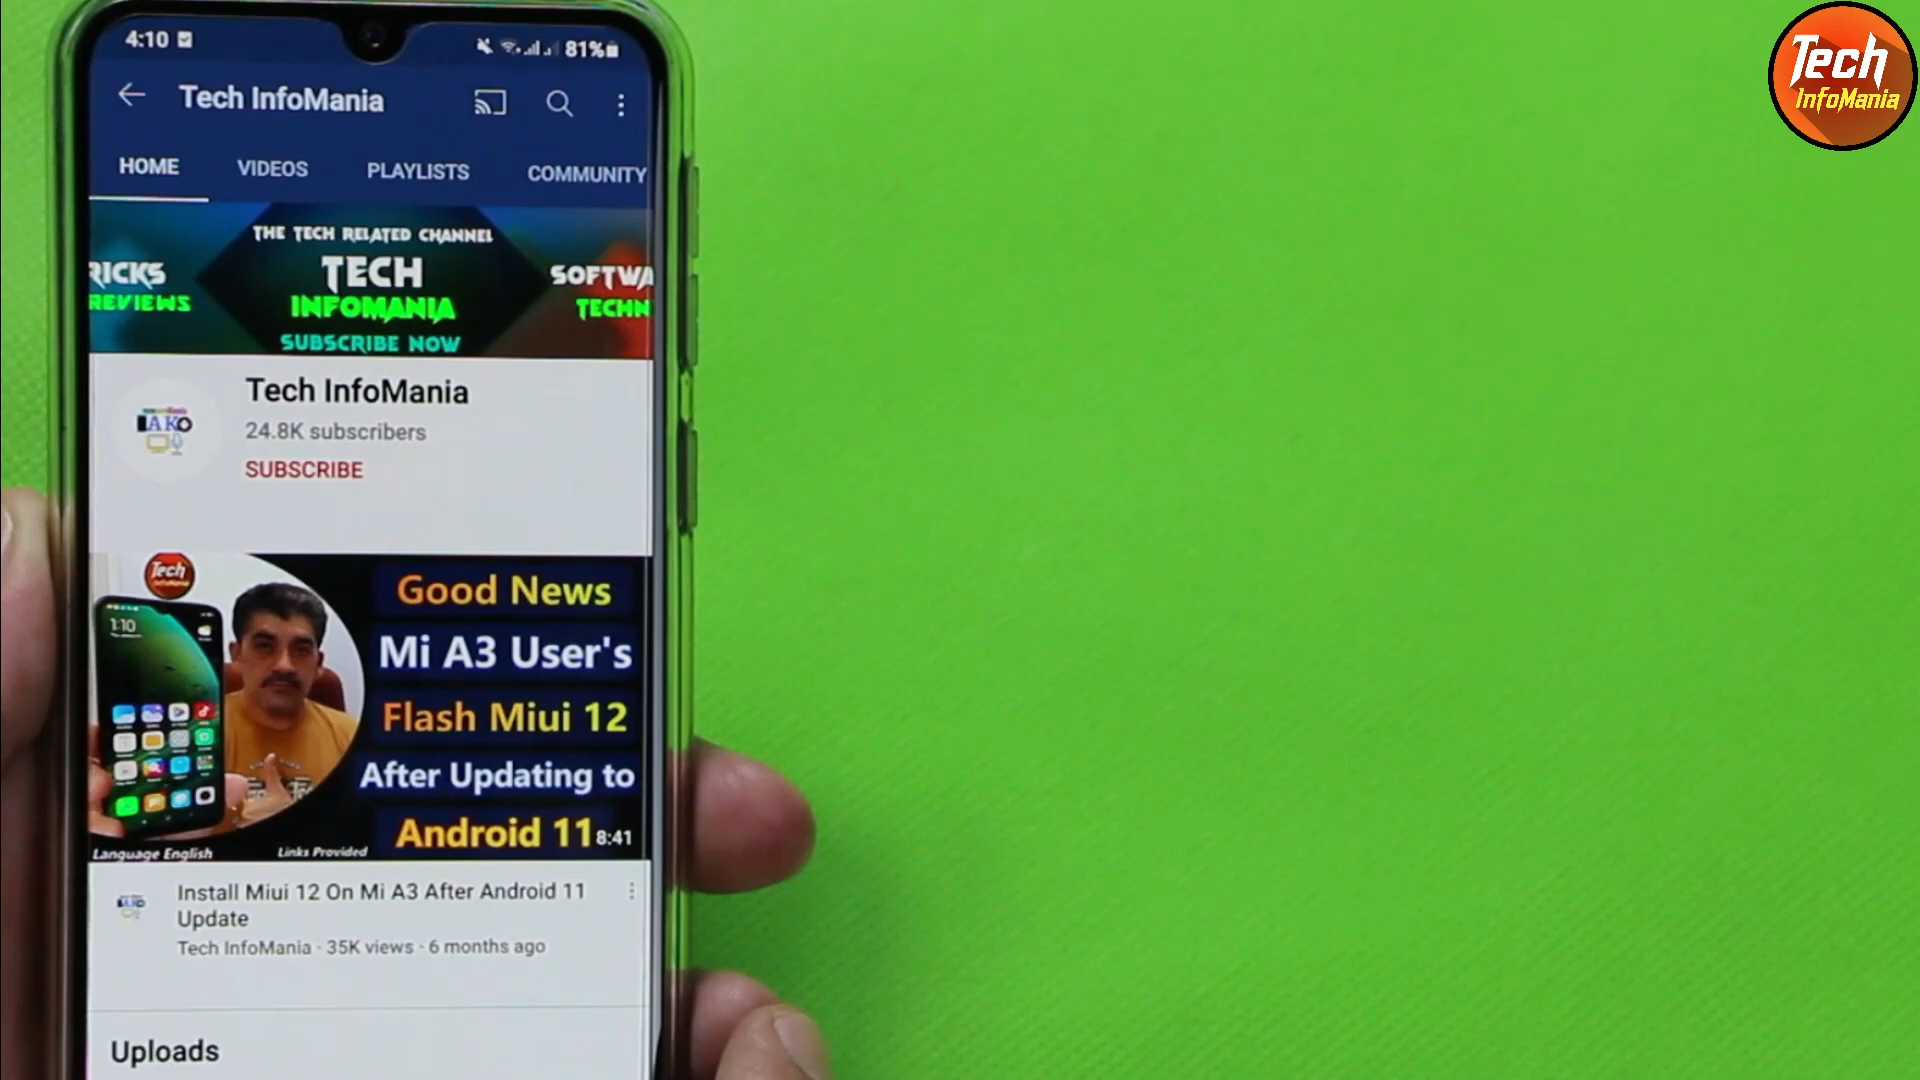 4:10
81%
Tech InfoMania
HOME VIDEOS PLAYLISTS COMMUNITY
THE TECH RELATED CHANNEL
RICKS TECH SOFTWA
REVIEWS INFOMANIA TECHN
SUBSCRIBE NOW
Tech InfoMania
24.8K subscribers
SUBSCRIBE
Tech
InfoMania
1:10
Good News
Mi A3 User's
Flash Miui 12
After Updating to
Android 11
8:41
Language English
Links Provided
Install Miui 12 On Mi A3 After Android 11
Update
Tech InfoMania · 35K views · 6 months ago
Uploads
Tech
InfoMania